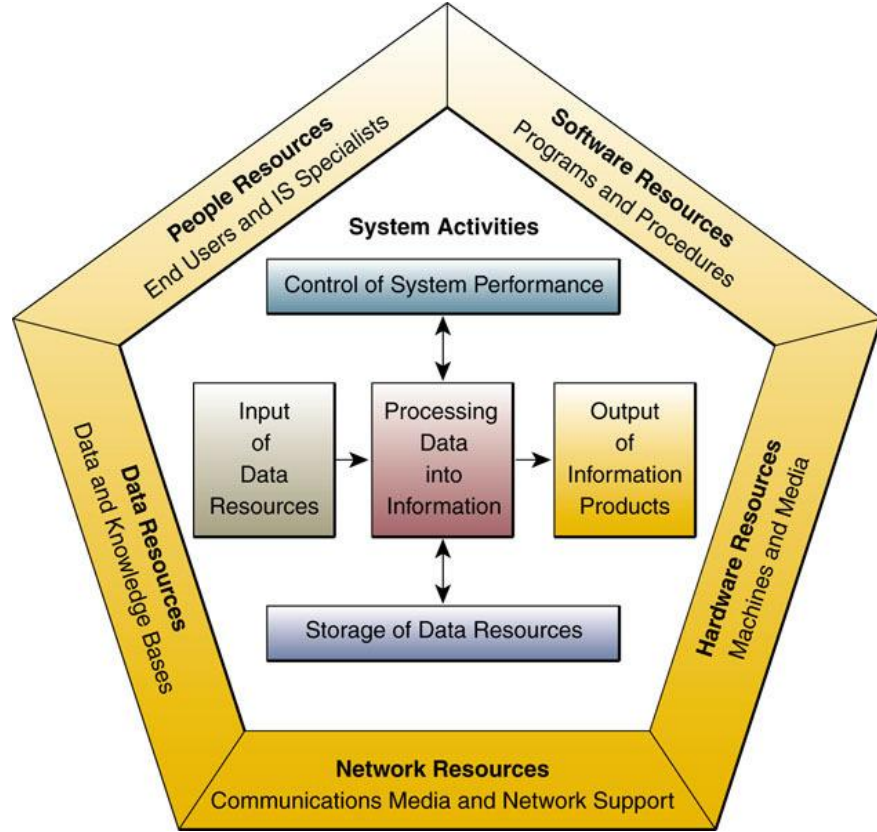 People Resources
End Users and IS Specialists
Software Resources
Programs and Procedures
System Activities
Control of System Performance
Input
of
Data
Resources
Processing
Data
into
Information
Output
of
Information
Products
Storage of Data Resources
Data Resources
Data and Knowledge Bases
Hardware Resources
Machines and Media
Network Resources
Communications Media and Network Support